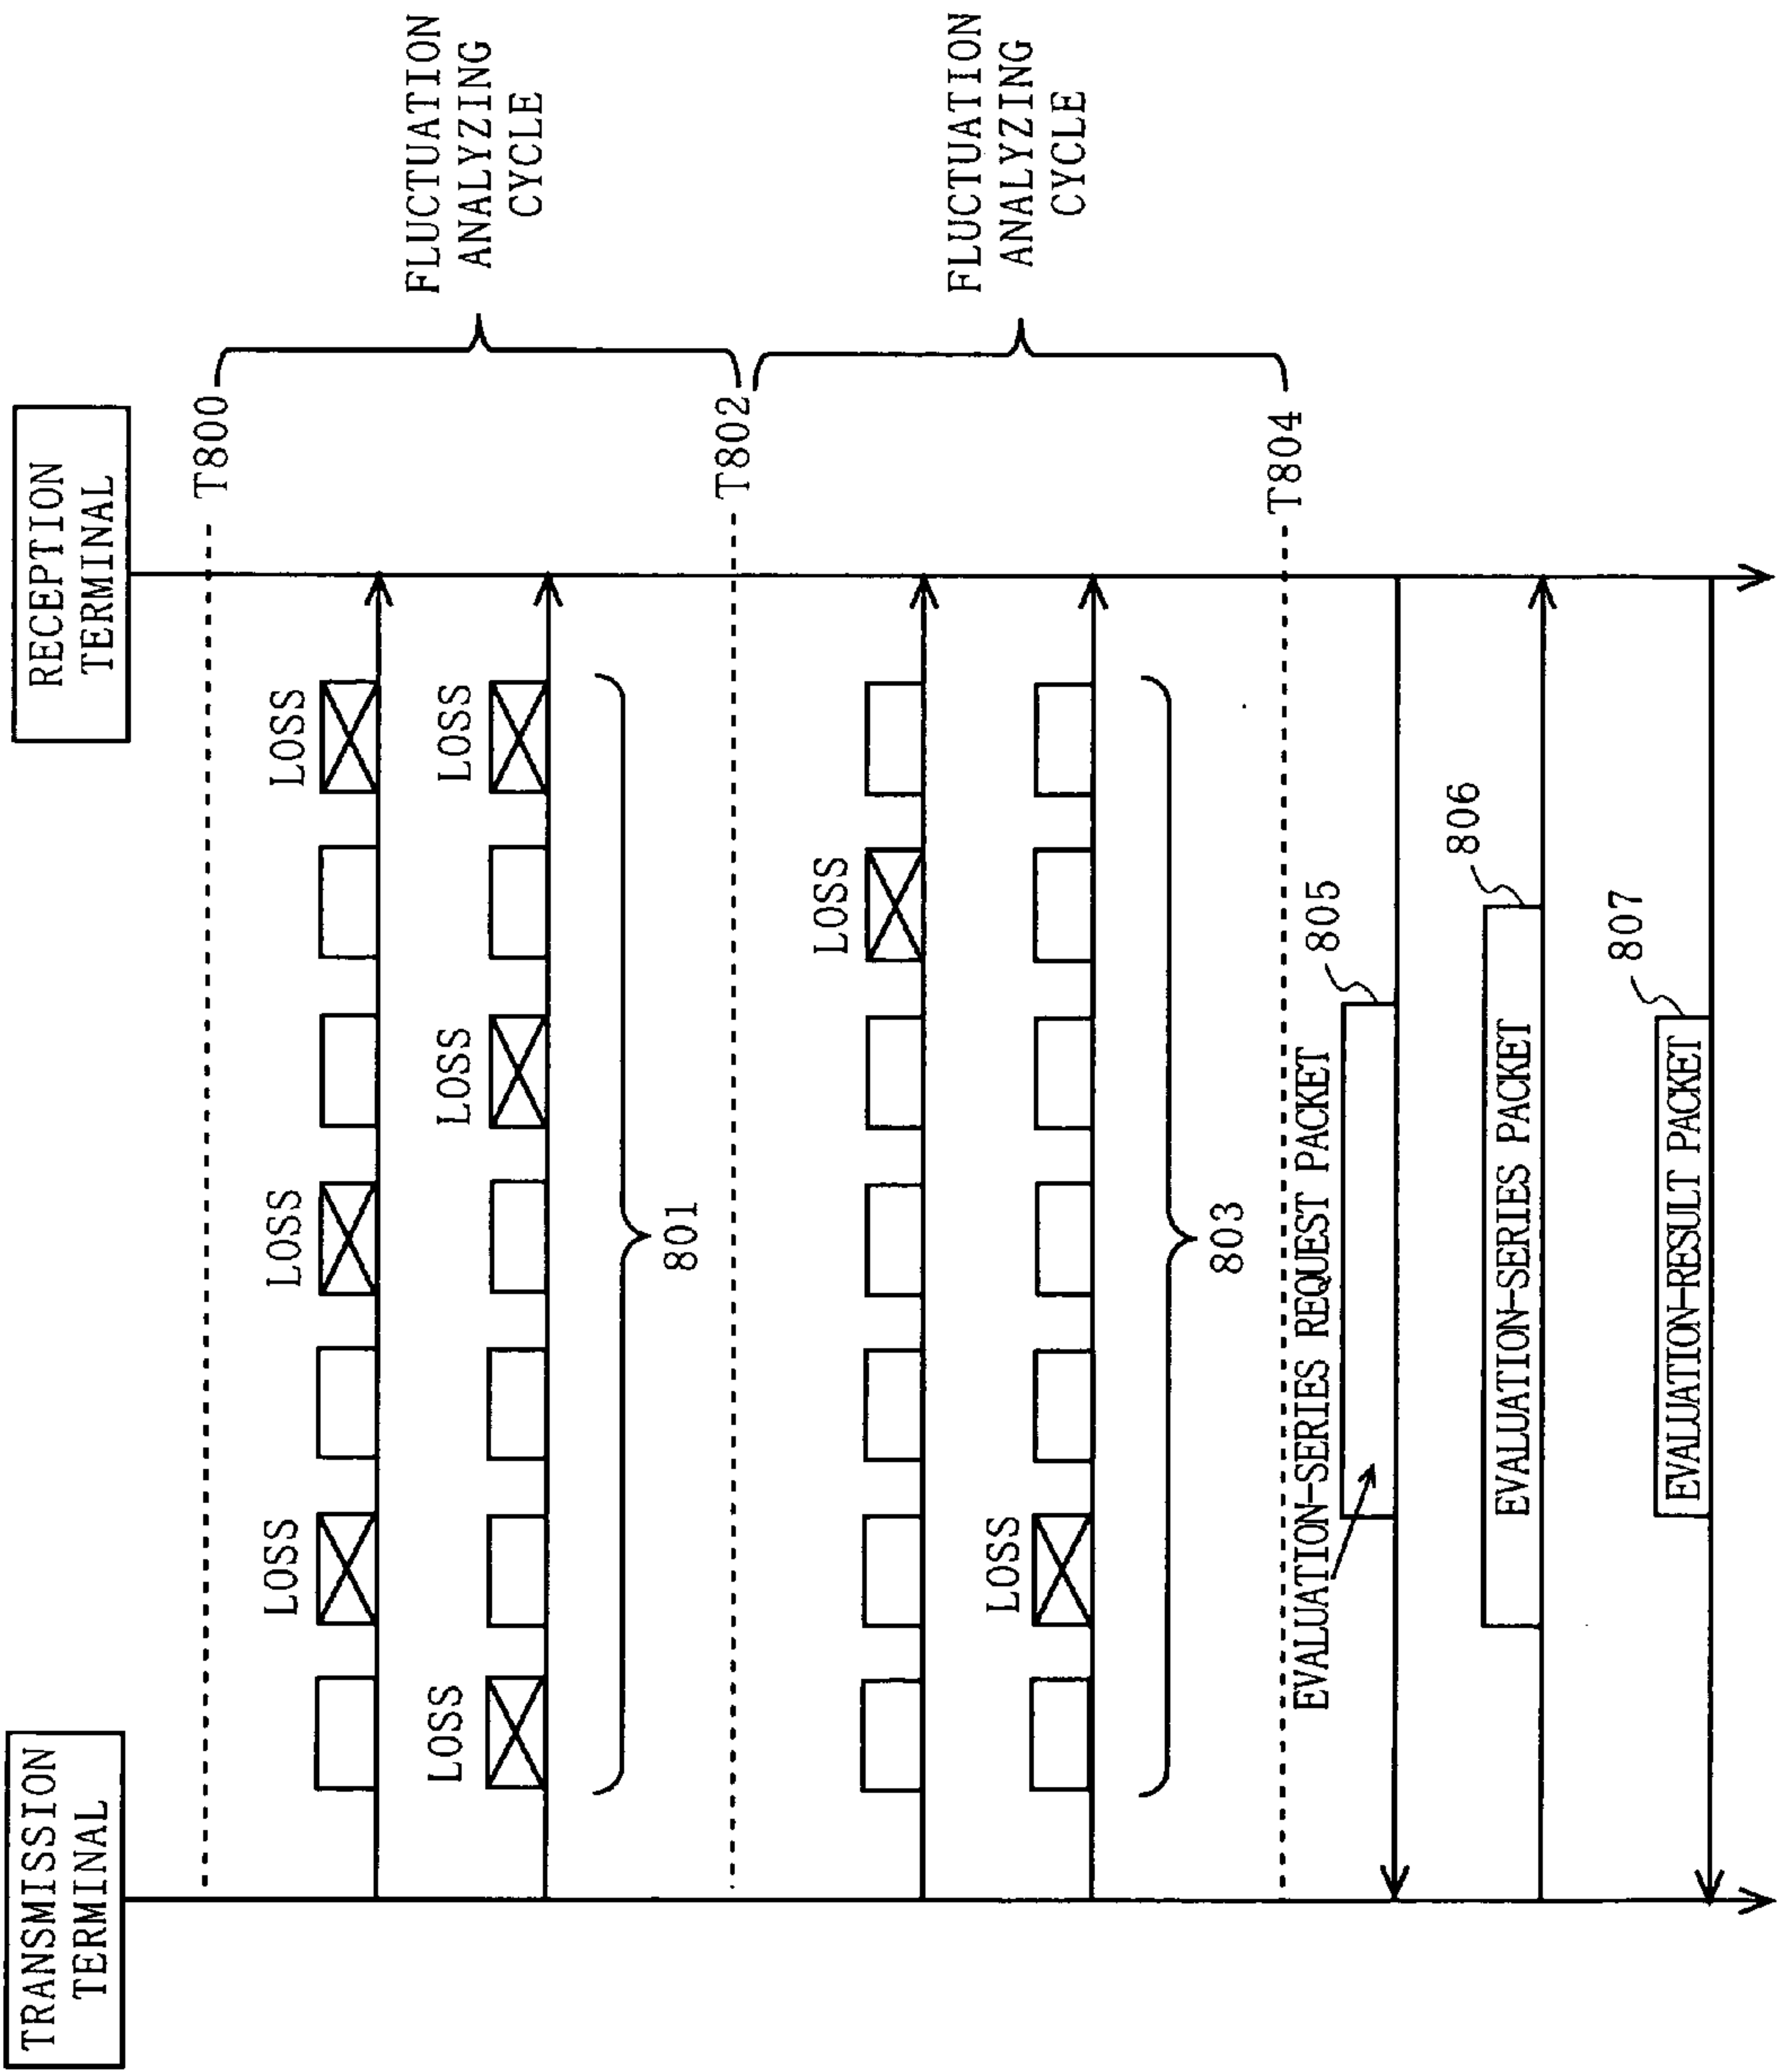 TRANSMISSION
TERMINAL
RECEPTION
TERMINAL
T800
LOSS
LOSS
LOSS
LOSS
LOSS
LOSS
801
FLUCTUATION
ANALYZING
CYCLE
T802
LOSS
LOSS
803
FLUCTUATION
ANALYZING
CYCLE
T804
EVALUATION-SERIES REQUEST PACKET
805
EVALUATION-SERIES PACKET
806
EVALUATION-RESULT PACKET
807